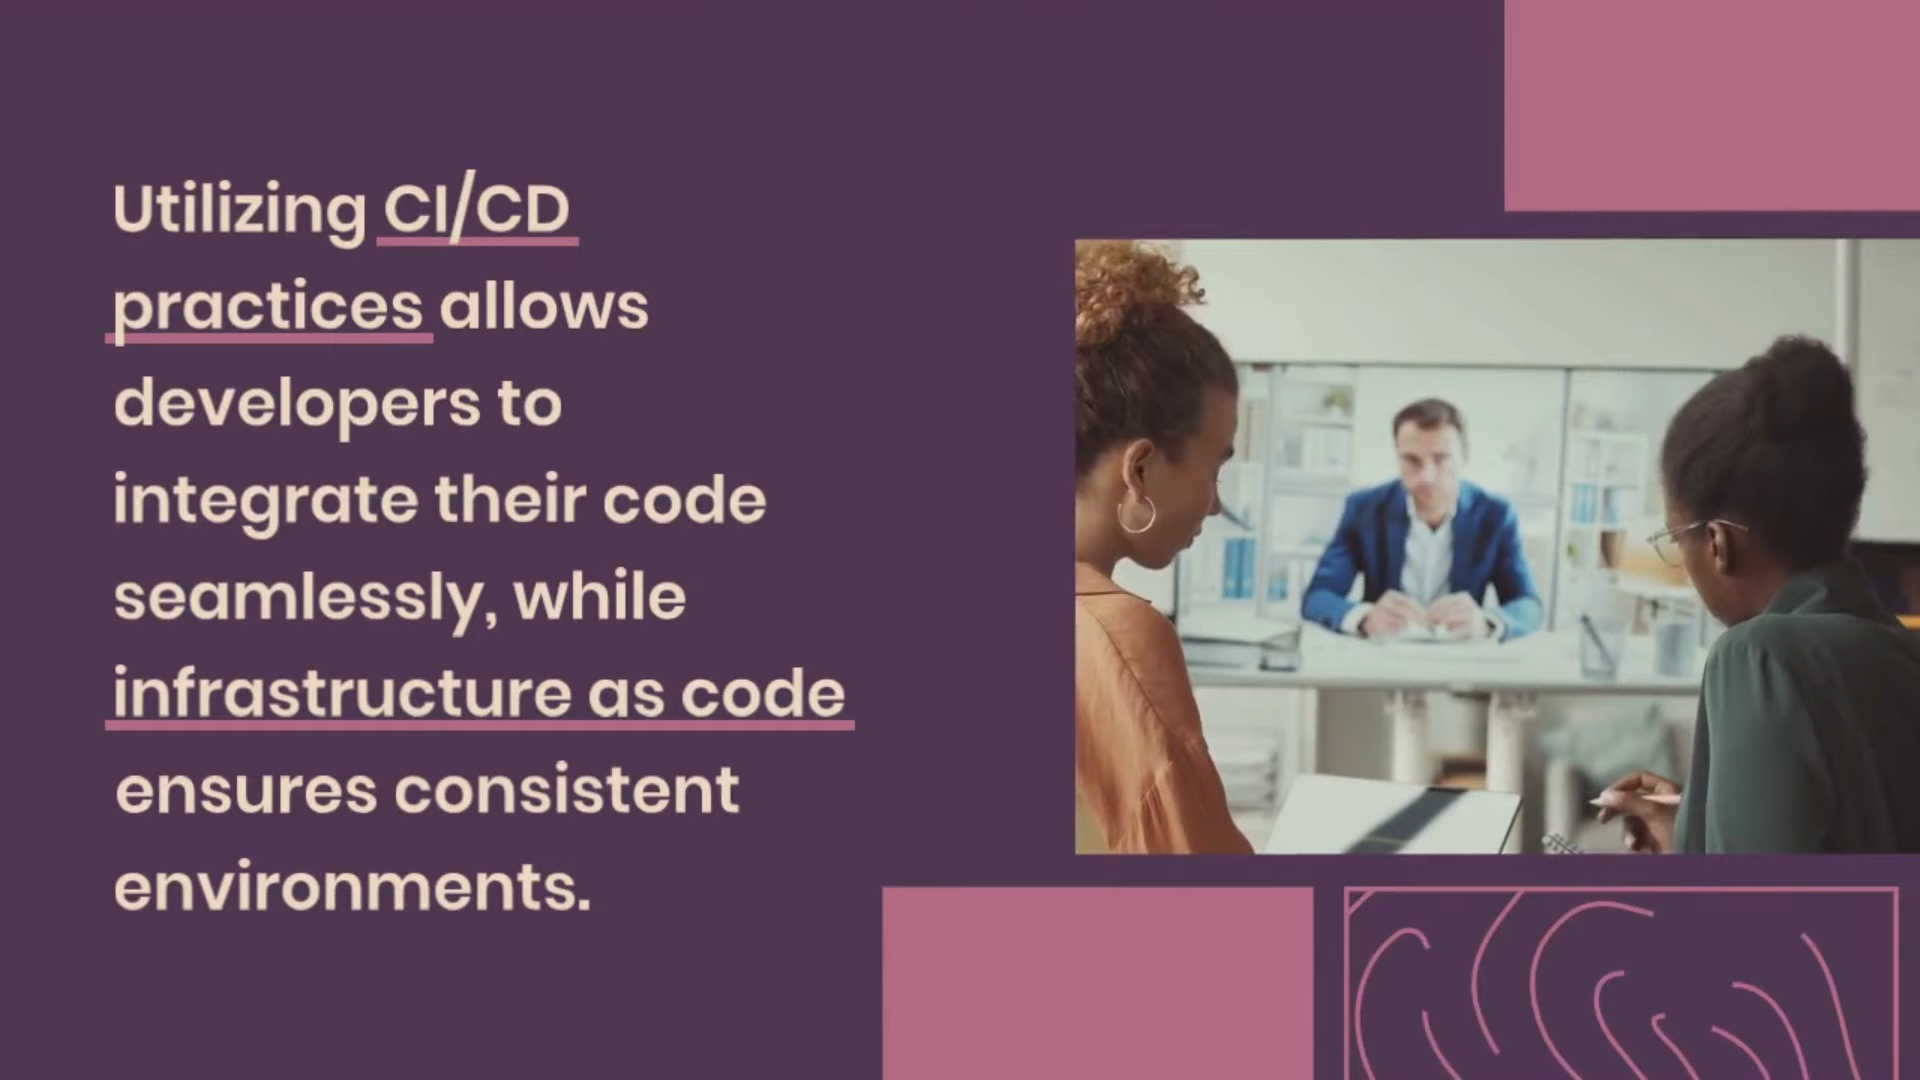 Utilizing CI/CD
practices allows
developers to
integrate their code
seamlessly, while
infrastructure as code
ensures consistent
environments.